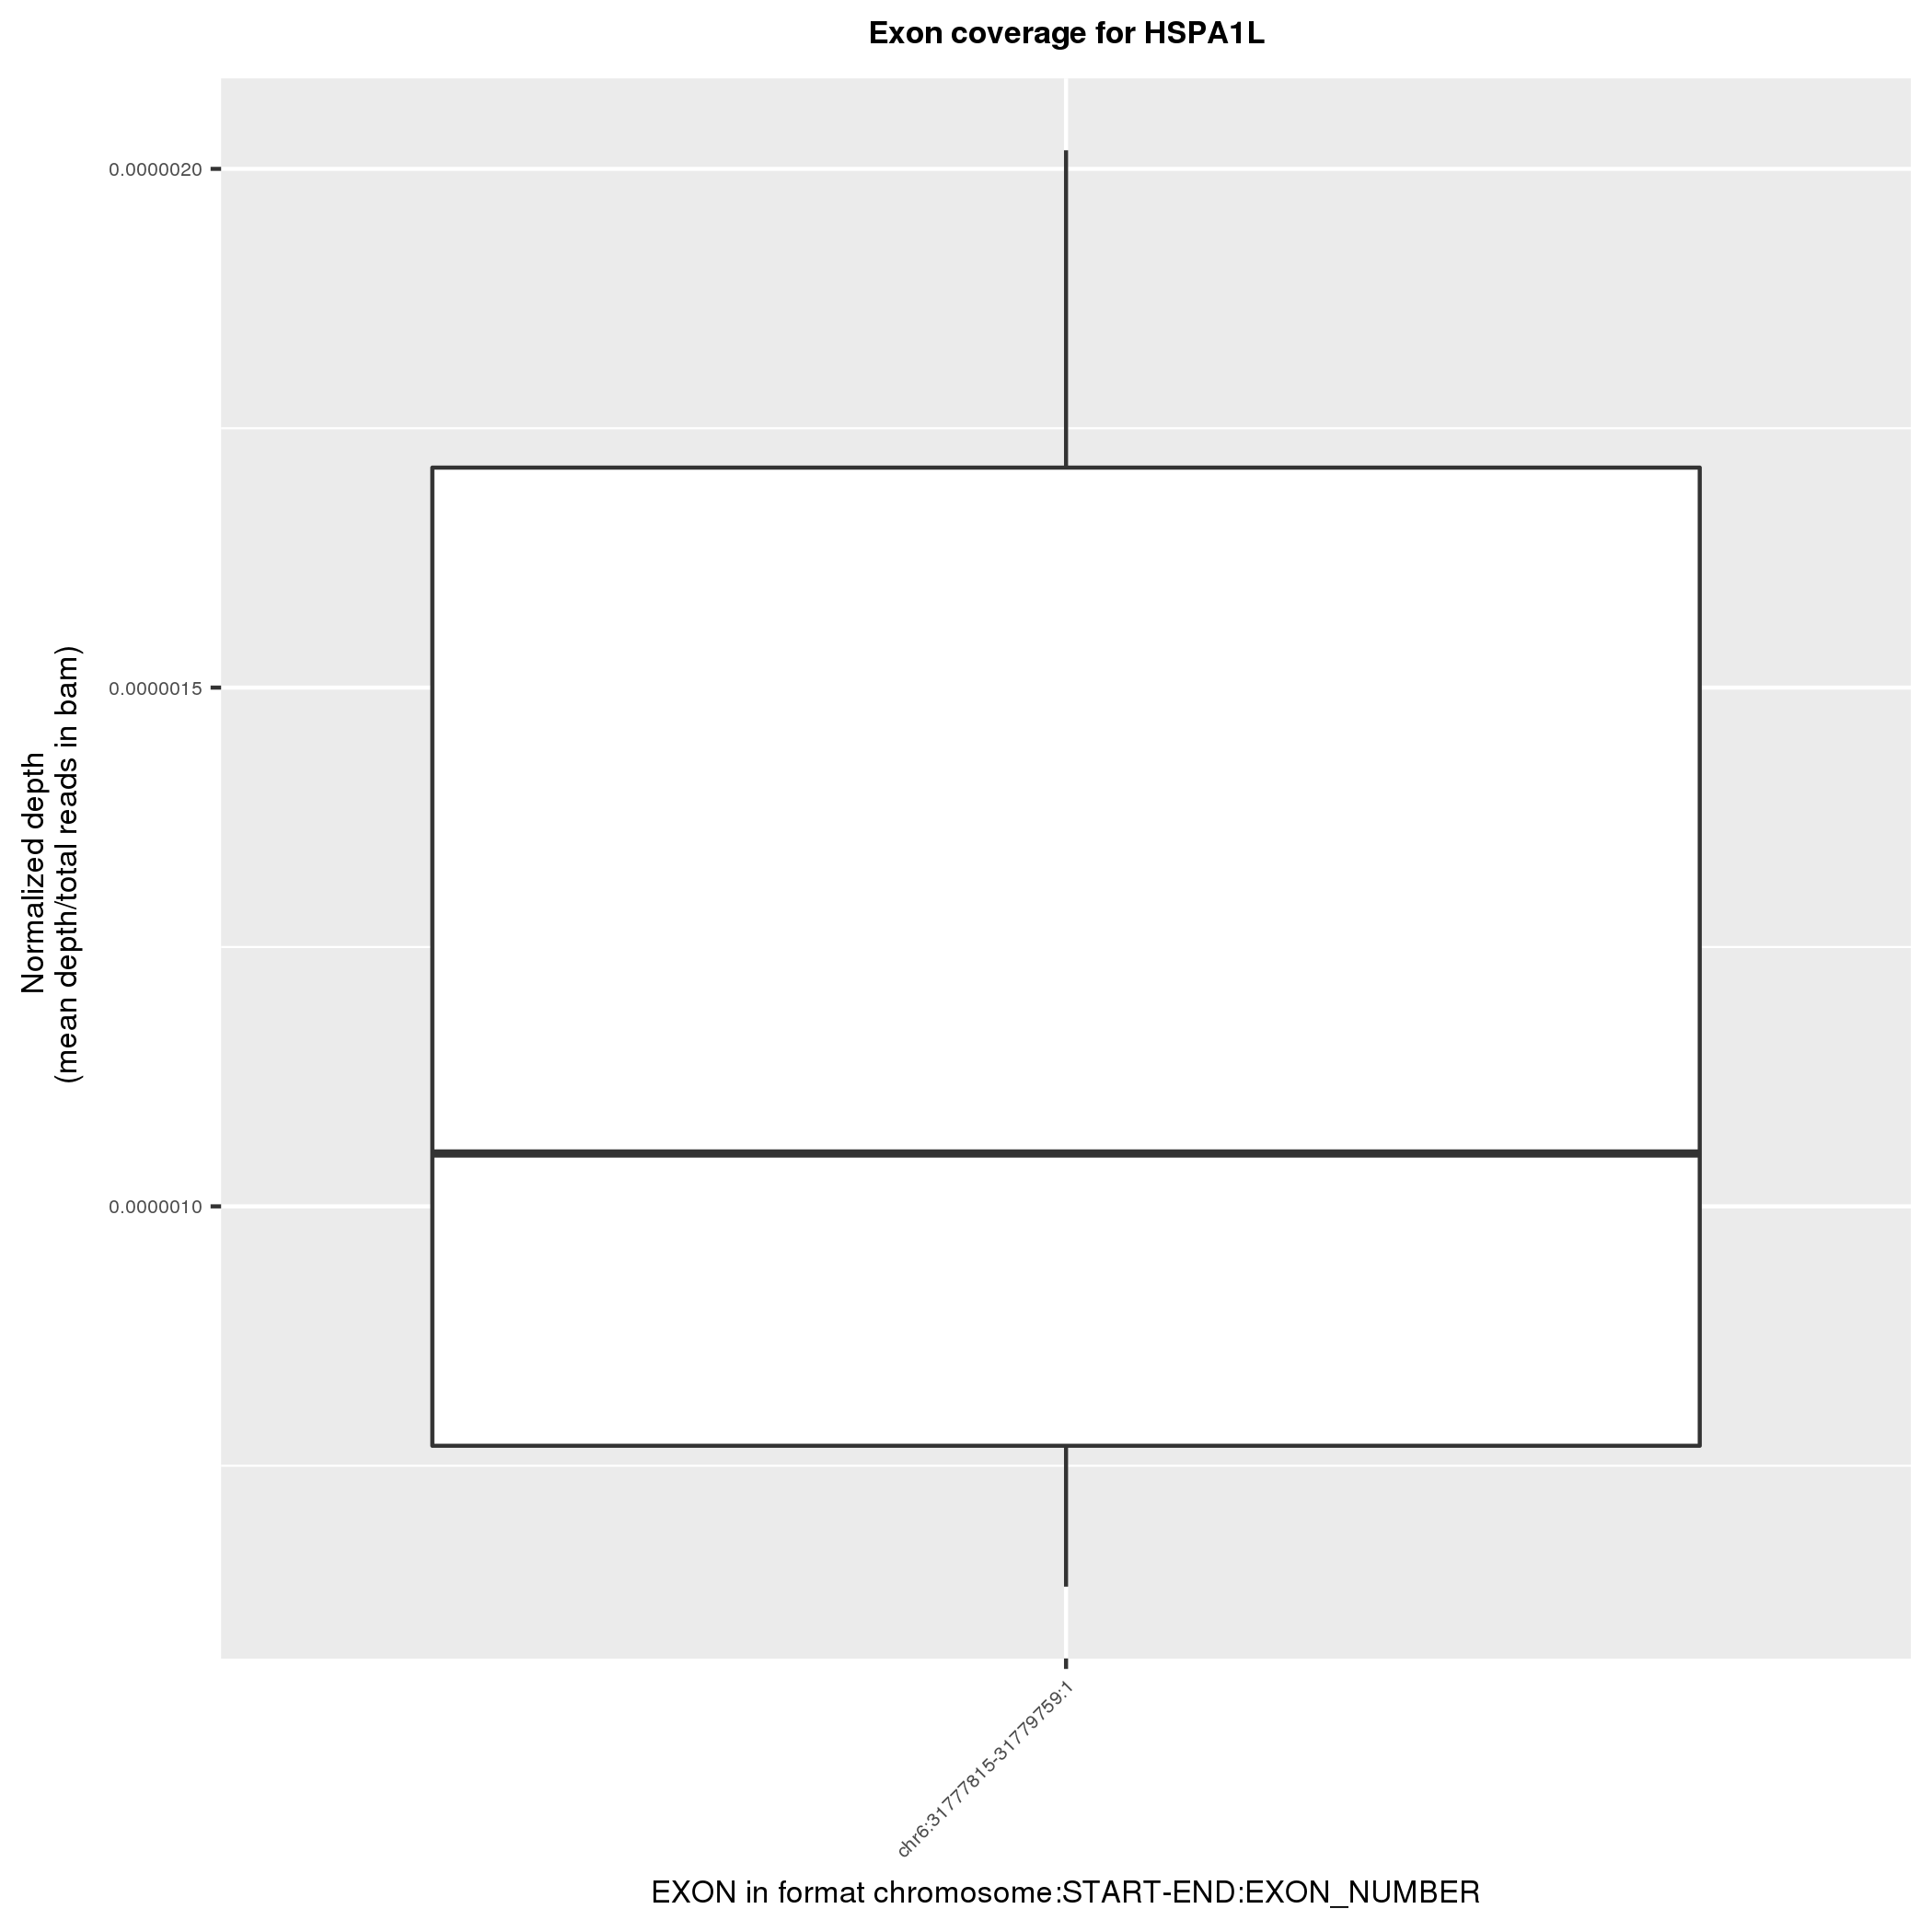 Exon coverage for HSPA1L
0.0000020
0.0000015
0.0000010
Normalized depth
(mean depth/total reads in bam)
chr6:31777815-31779759:1
EXON in format chromosome:START-END:EXON_NUMBER